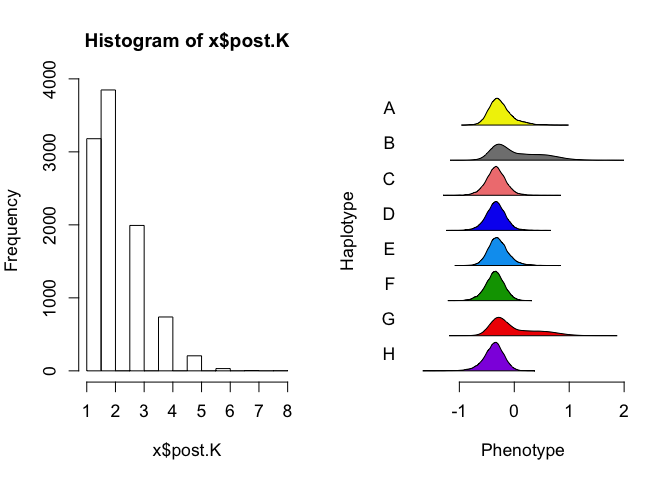 Histogram of x$post.K
Frequency
0
1000
2000
3000
4000
1 2 3 4 5 6 7 8
x$post.K
Haplotype
A
B
C
D
E
F
G
H
-1 0 1 2
Phenotype